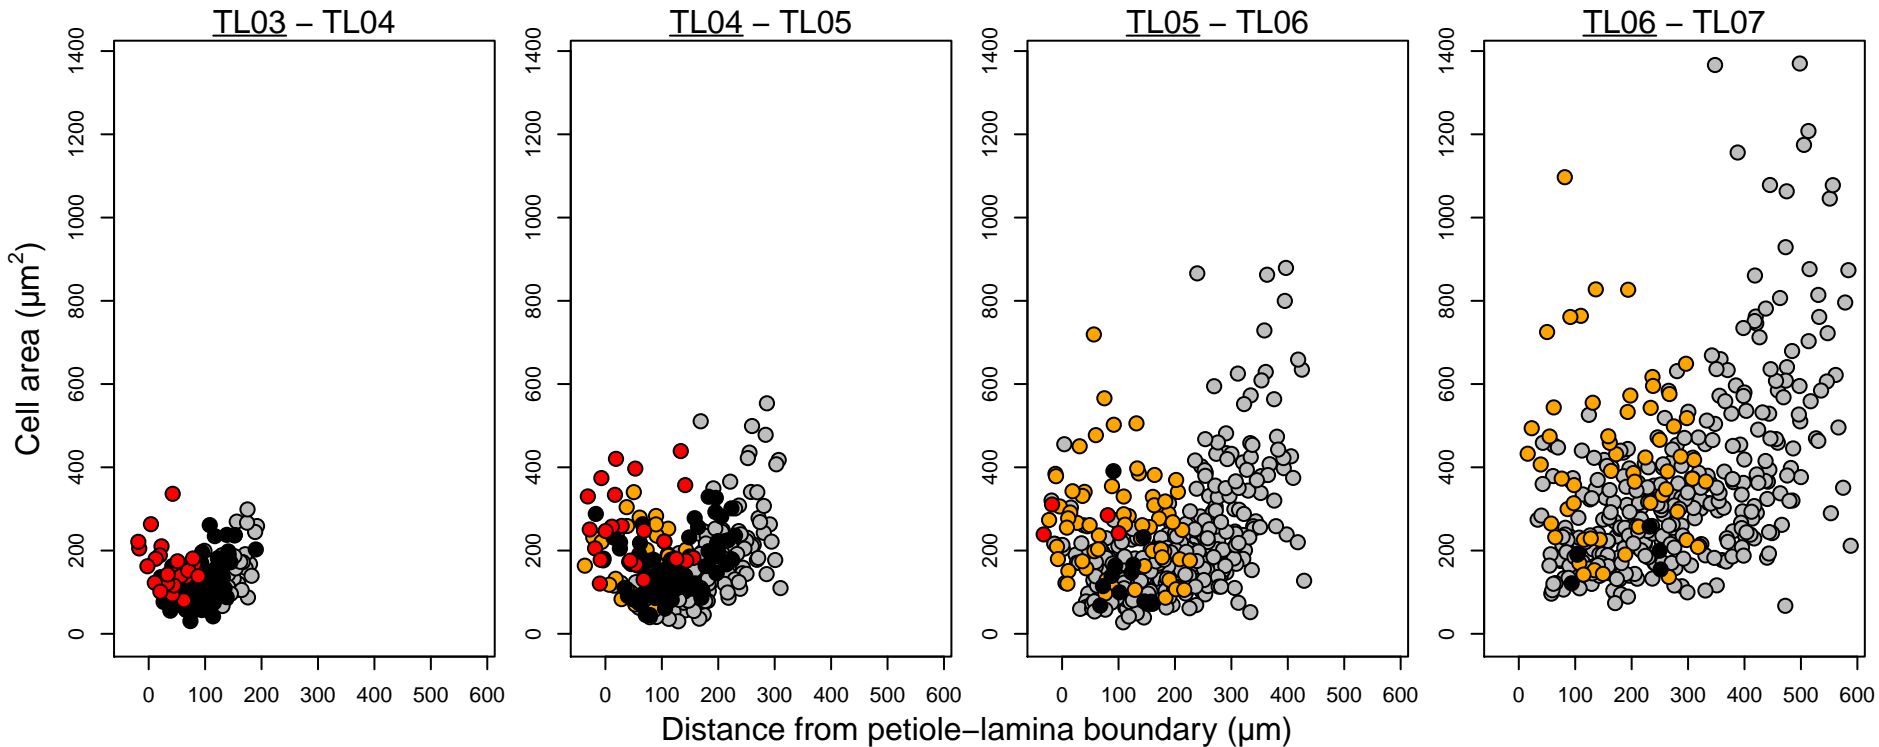 TL03 – TL04
TL04 – TL05
TL05 – TL06
TL06 – TL07
Cell area (µm²)
0 200 400 600 800 1000 1200 1400
0 100 200 300 400 500 600
0 200 400 600 800 1000 1200 1400
0 100 200 300 400 500 600
0 200 400 600 800 1000 1200 1400
0 100 200 300 400 500 600
0 200 400 600 800 1000 1200 1400
0 100 200 300 400 500 600
Distance from petiole–lamina boundary (µm)